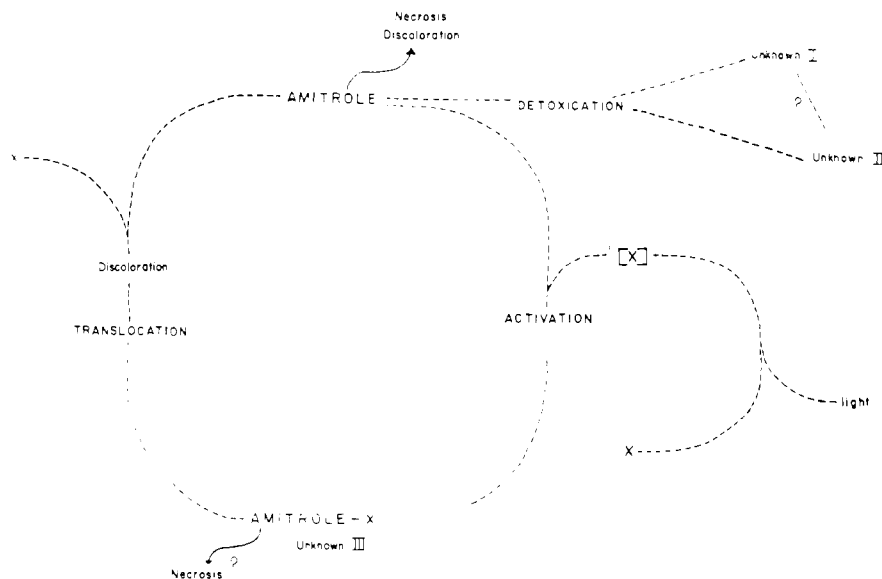 Necrosis
Discoloration
Unknown I
AMITROLE
DETOXICATION
?
x
Unknown II
[X]
Discoloration
ACTIVATION
TRANSLOCATION
light
X
AMITROLE - X
Unknown III
?
Necrosis